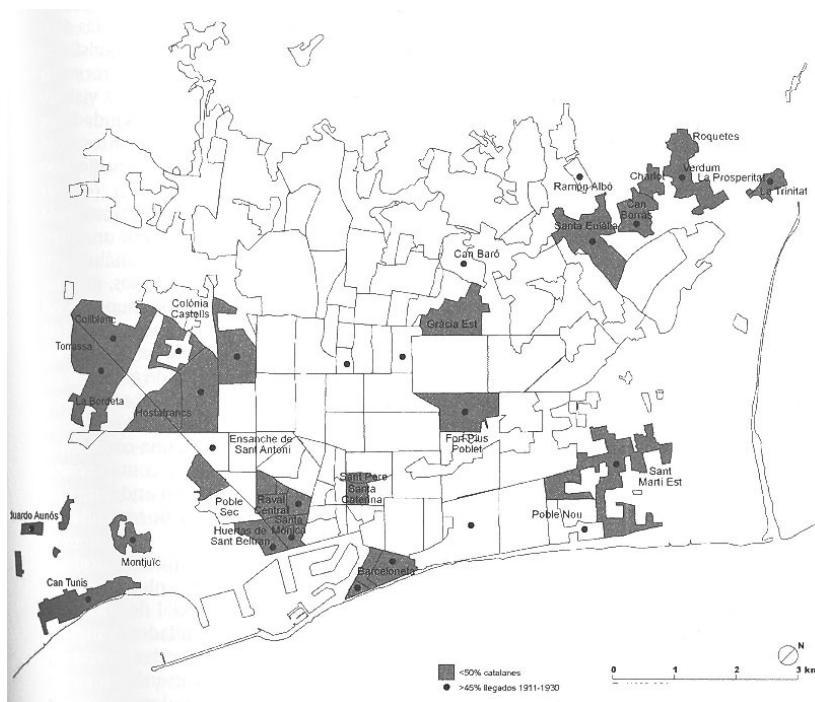 Roquetes
Charlot
Verdum
La Prosperitat
La Trinitat
Ramón Albó
Can
Borràs
Santa Eulàlia
Can Baró
Colònia
Castells
Collblanc
Gràcia Est
Torrassa
La Bordeta
Hostafrancs
Ensanche de
Sant Antoni
Fort Pius
Poblet
Sant Pere
Santa
Caterina
Sant
Martí Est
Poble
Sec
Raval
Central
Santa
Mònica
Huertas de
Sant Beltran
Poble Nou
duardo Aunós
Montjuïc
Barceloneta
Can Tunis
N
<50% catalanes
>45% llegados 1911-1930
0 1 2 3 km